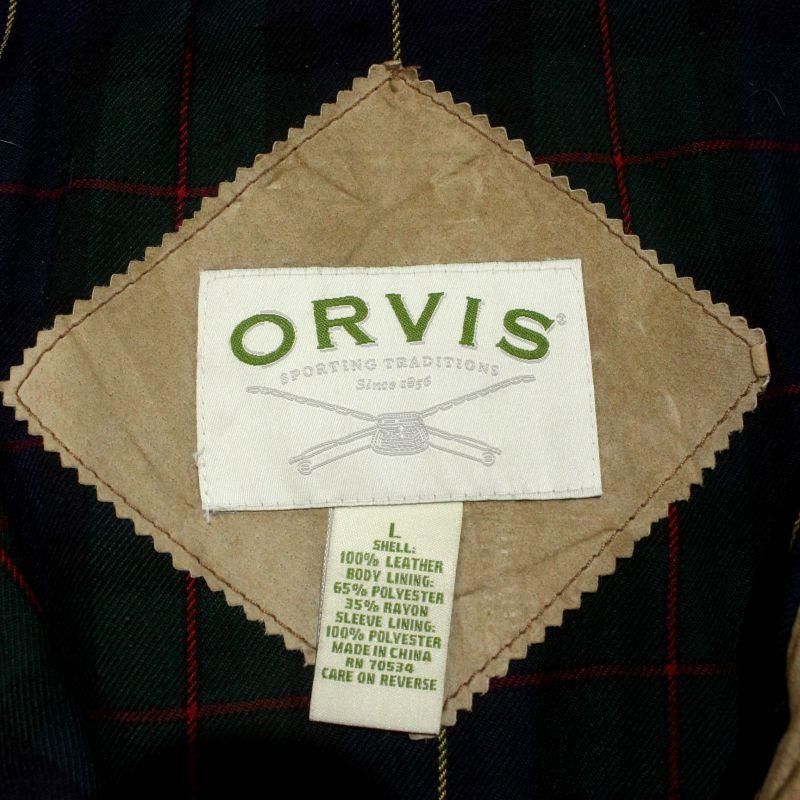 ORVIS®
SPORTING TRADITIONS
Since 1856
L
SHELL:
100% LEATHER
BODY LINING:
65% POLYESTER
35% RAYON
SLEEVE LINING:
100% POLYESTER
MADE IN CHINA
RN 70534
CARE ON REVERSE